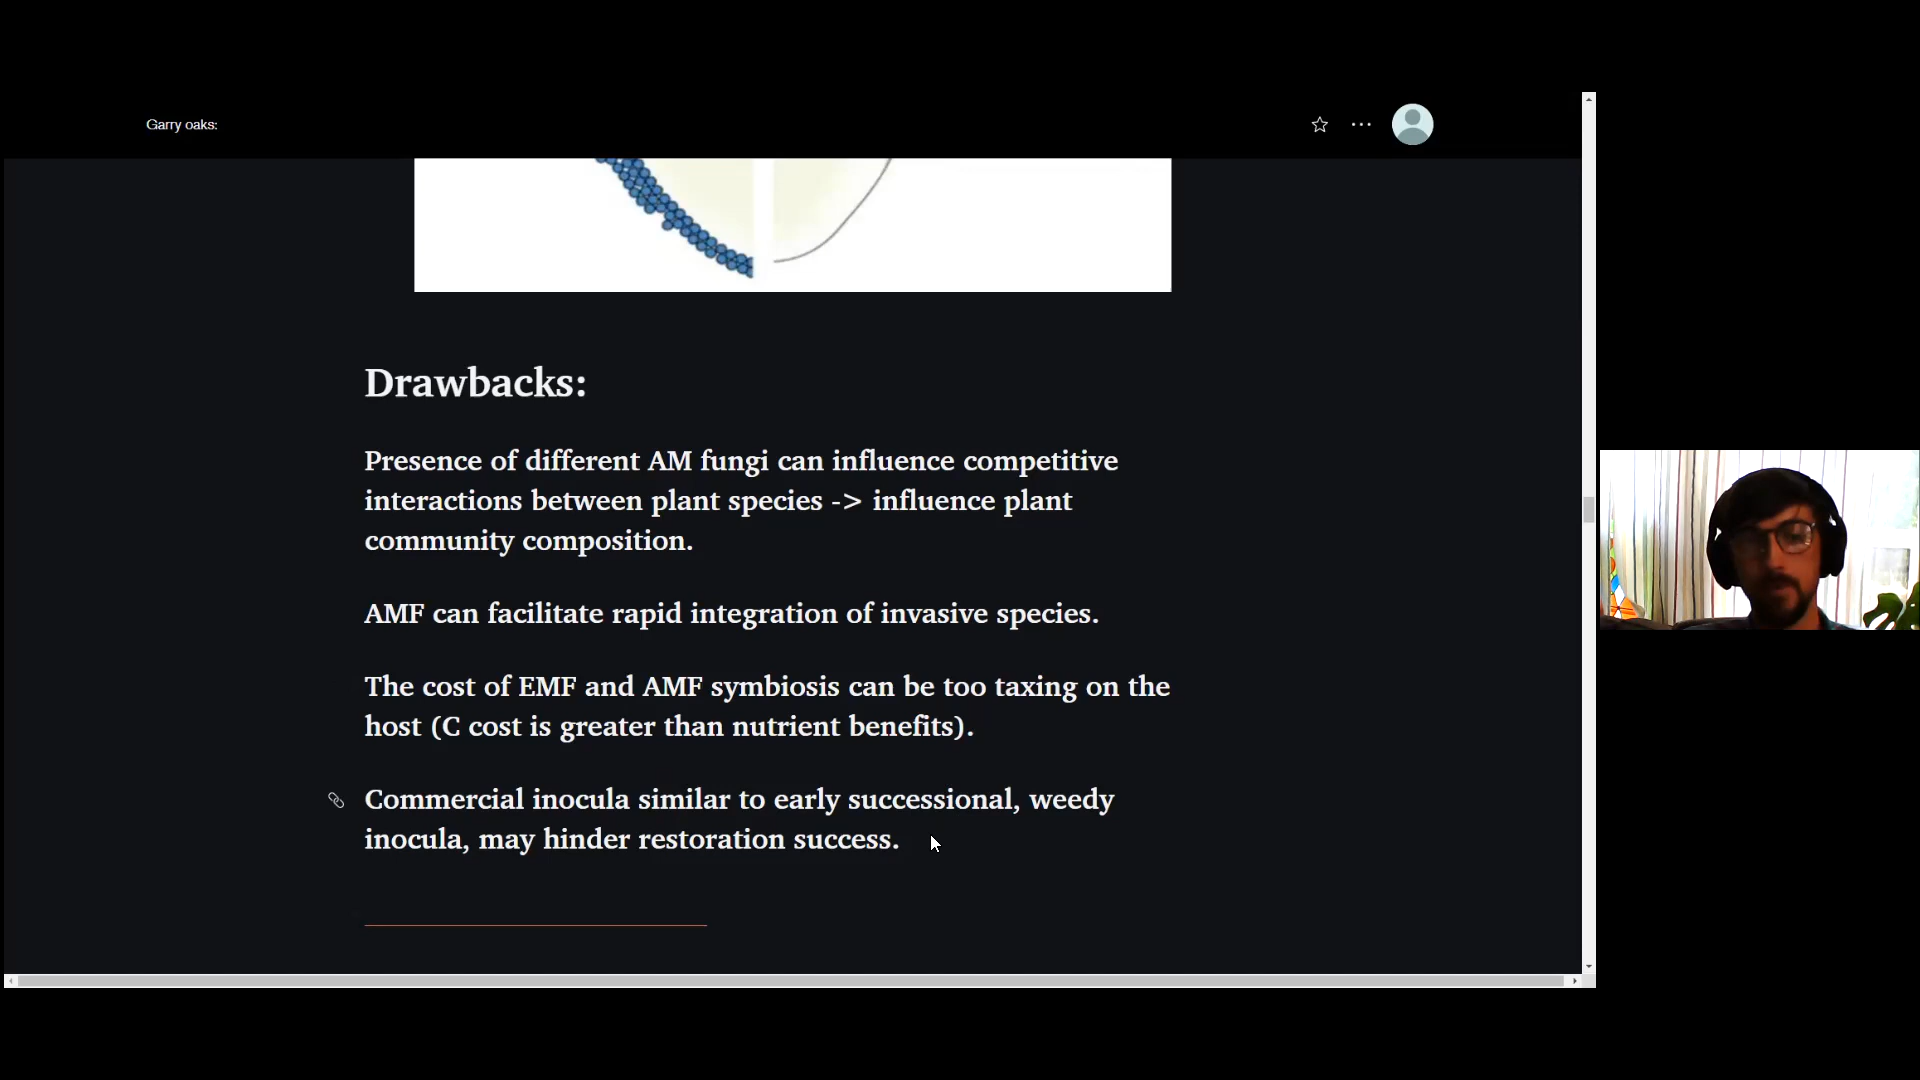 Garry oaks:
Drawbacks:
Presence of different AM fungi can influence competitive
interactions between plant species -> influence plant
community composition.
AMF can facilitate rapid integration of invasive species.
The cost of EMF and AMF symbiosis can be too taxing on the
host (C cost is greater than nutrient benefits).
Commercial inocula similar to early successional, weedy
inocula, may hinder restoration success.